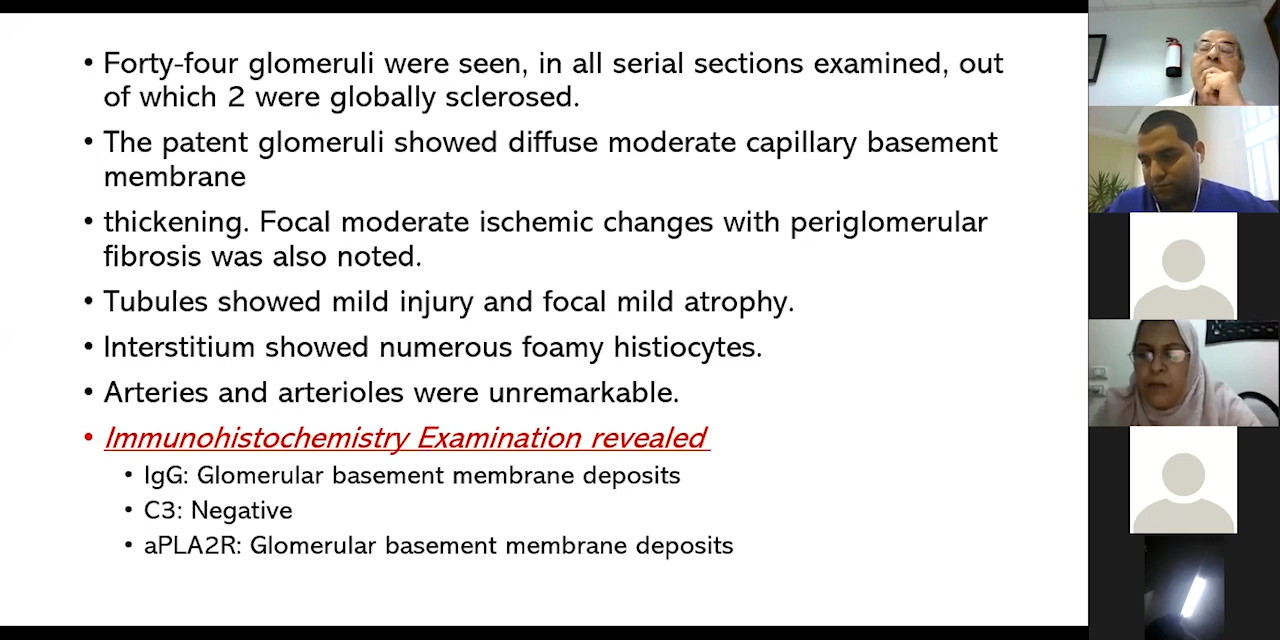 • Forty-four glomeruli were seen, in all serial sections examined, out
of which 2 were globally sclerosed.
• The patent glomeruli showed diffuse moderate capillary basement
membrane
• thickening. Focal moderate ischemic changes with periglomerular
fibrosis was also noted.
• Tubules showed mild injury and focal mild atrophy.
• Interstitium showed numerous foamy histiocytes.
• Arteries and arterioles were unremarkable.
• Immunohistochemistry Examination revealed
• IgG: Glomerular basement membrane deposits
• C3: Negative
• aPLA2R: Glomerular basement membrane deposits